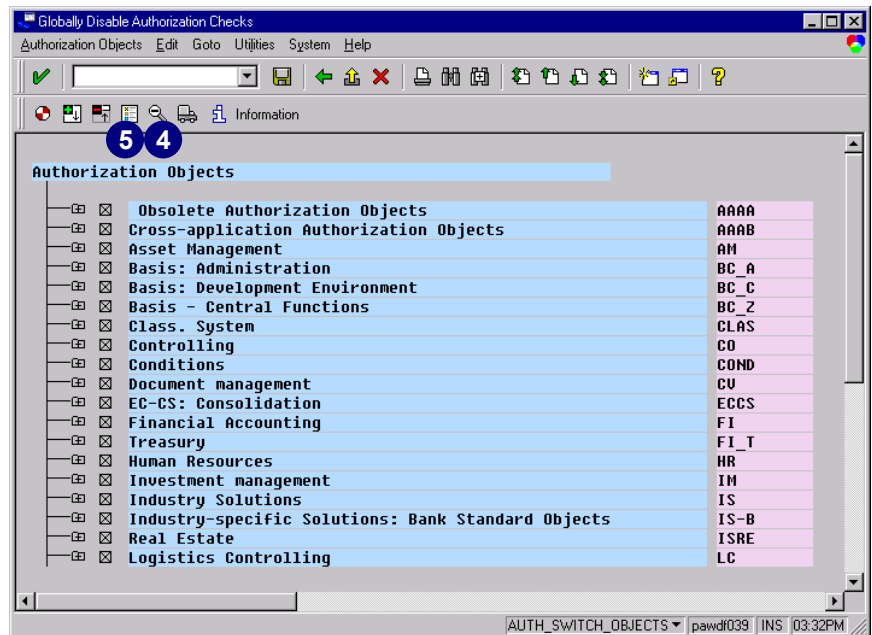 Globally Disable Authorization Checks
Authorization Objects Edit Goto Utilities System Help
Information
5 4
Authorization Objects
Obsolete Authorization Objects AAAA
Cross-application Authorization Objects AAAB
Asset Management AM
Basis: Administration BC_A
Basis: Development Environment BC_C
Basis - Central Functions BC_Z
Class. System CLAS
Controlling CO
Conditions COND
Document management CV
EC-CS: Consolidation ECCS
Financial Accounting FI
Treasury FI_T
Human Resources HR
Investment management IM
Industry Solutions IS
Industry-specific Solutions: Bank Standard Objects IS-B
Real Estate ISRE
Logistics Controlling LC
AUTH_SWITCH_OBJECTS pawdf039 INS 03:32PM